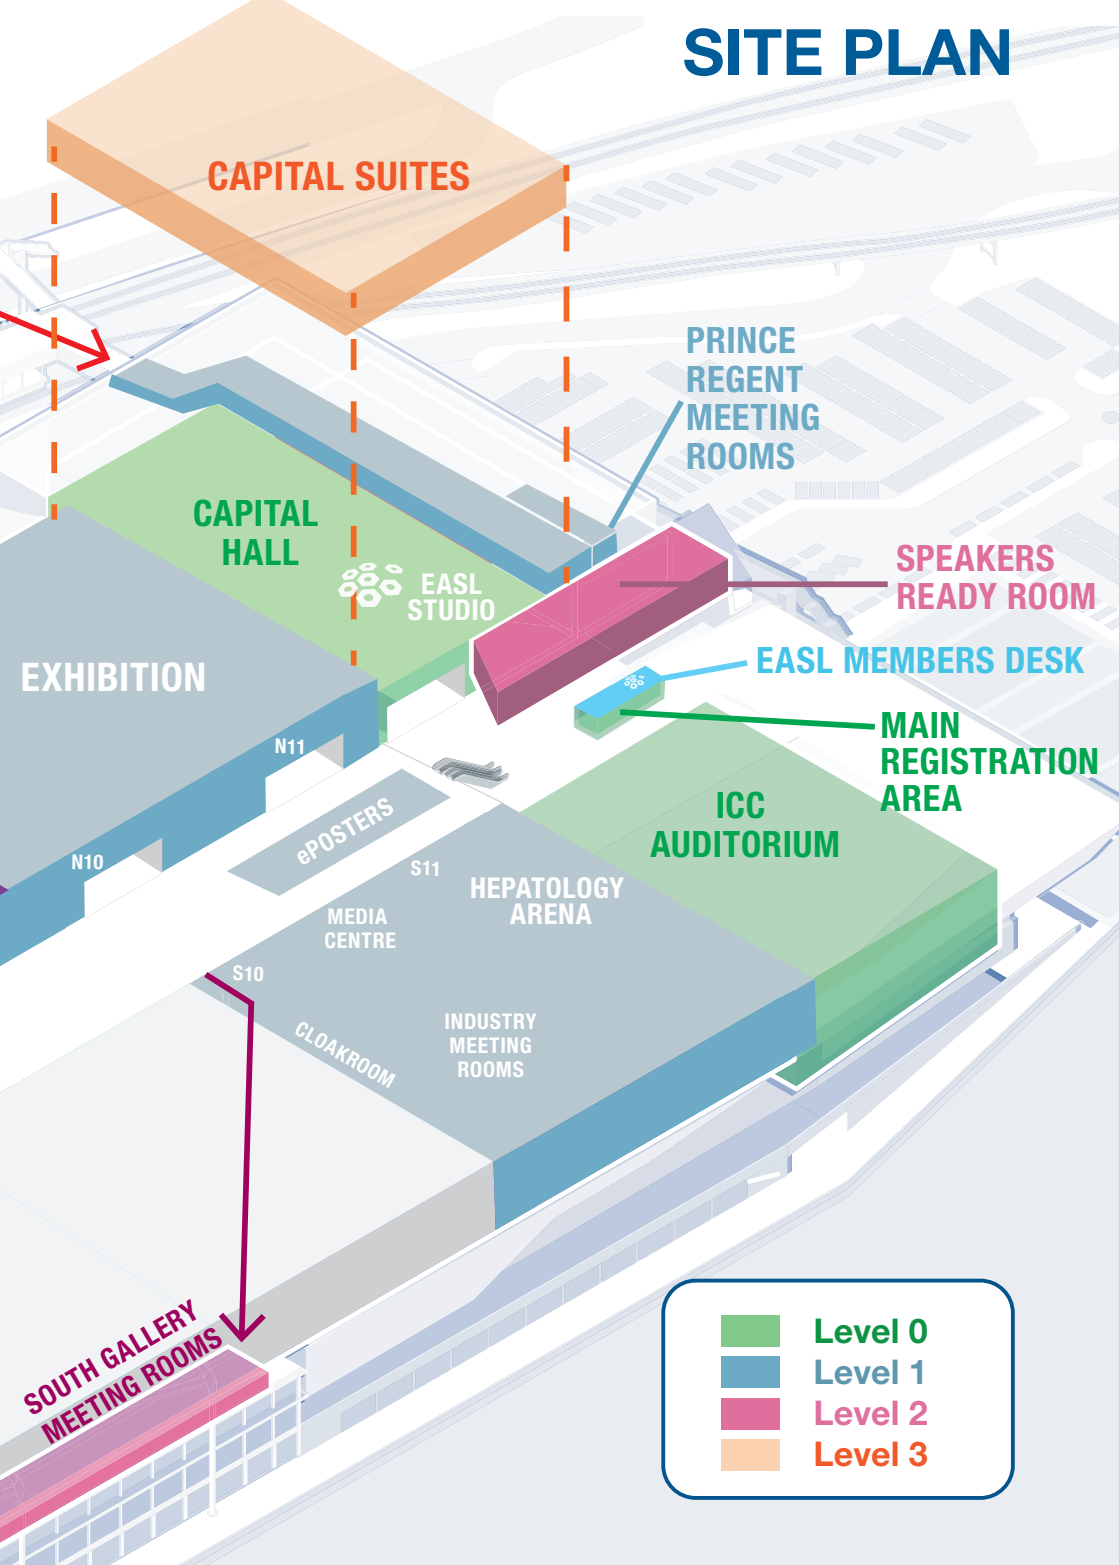 SITE PLAN
CAPITAL SUITES
PRINCE
REGENT
MEETING
ROOMS
CAPITAL
HALL
EASL
STUDIO
SPEAKERS
READY ROOM
EXHIBITION
EASL MEMBERS DESK
MAIN
REGISTRATION
AREA
N11
ICC
AUDITORIUM
ePOSTERS
N10
S11
HEPATOLOGY
ARENA
MEDIA
CENTRE
S10
CLOAKROOM
INDUSTRY
MEETING
ROOMS
SOUTH GALLERY
MEETING ROOMS
Level 0
Level 1
Level 2
Level 3